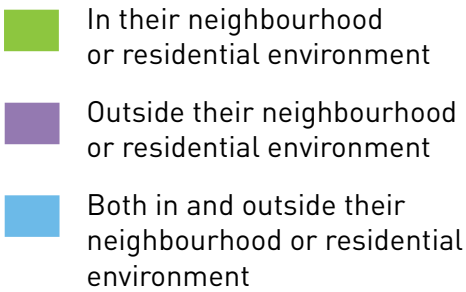 In their neighbourhood
or residential environment
Outside their neighbourhood
or residential environment
Both in and outside their
neighbourhood or residential
environment